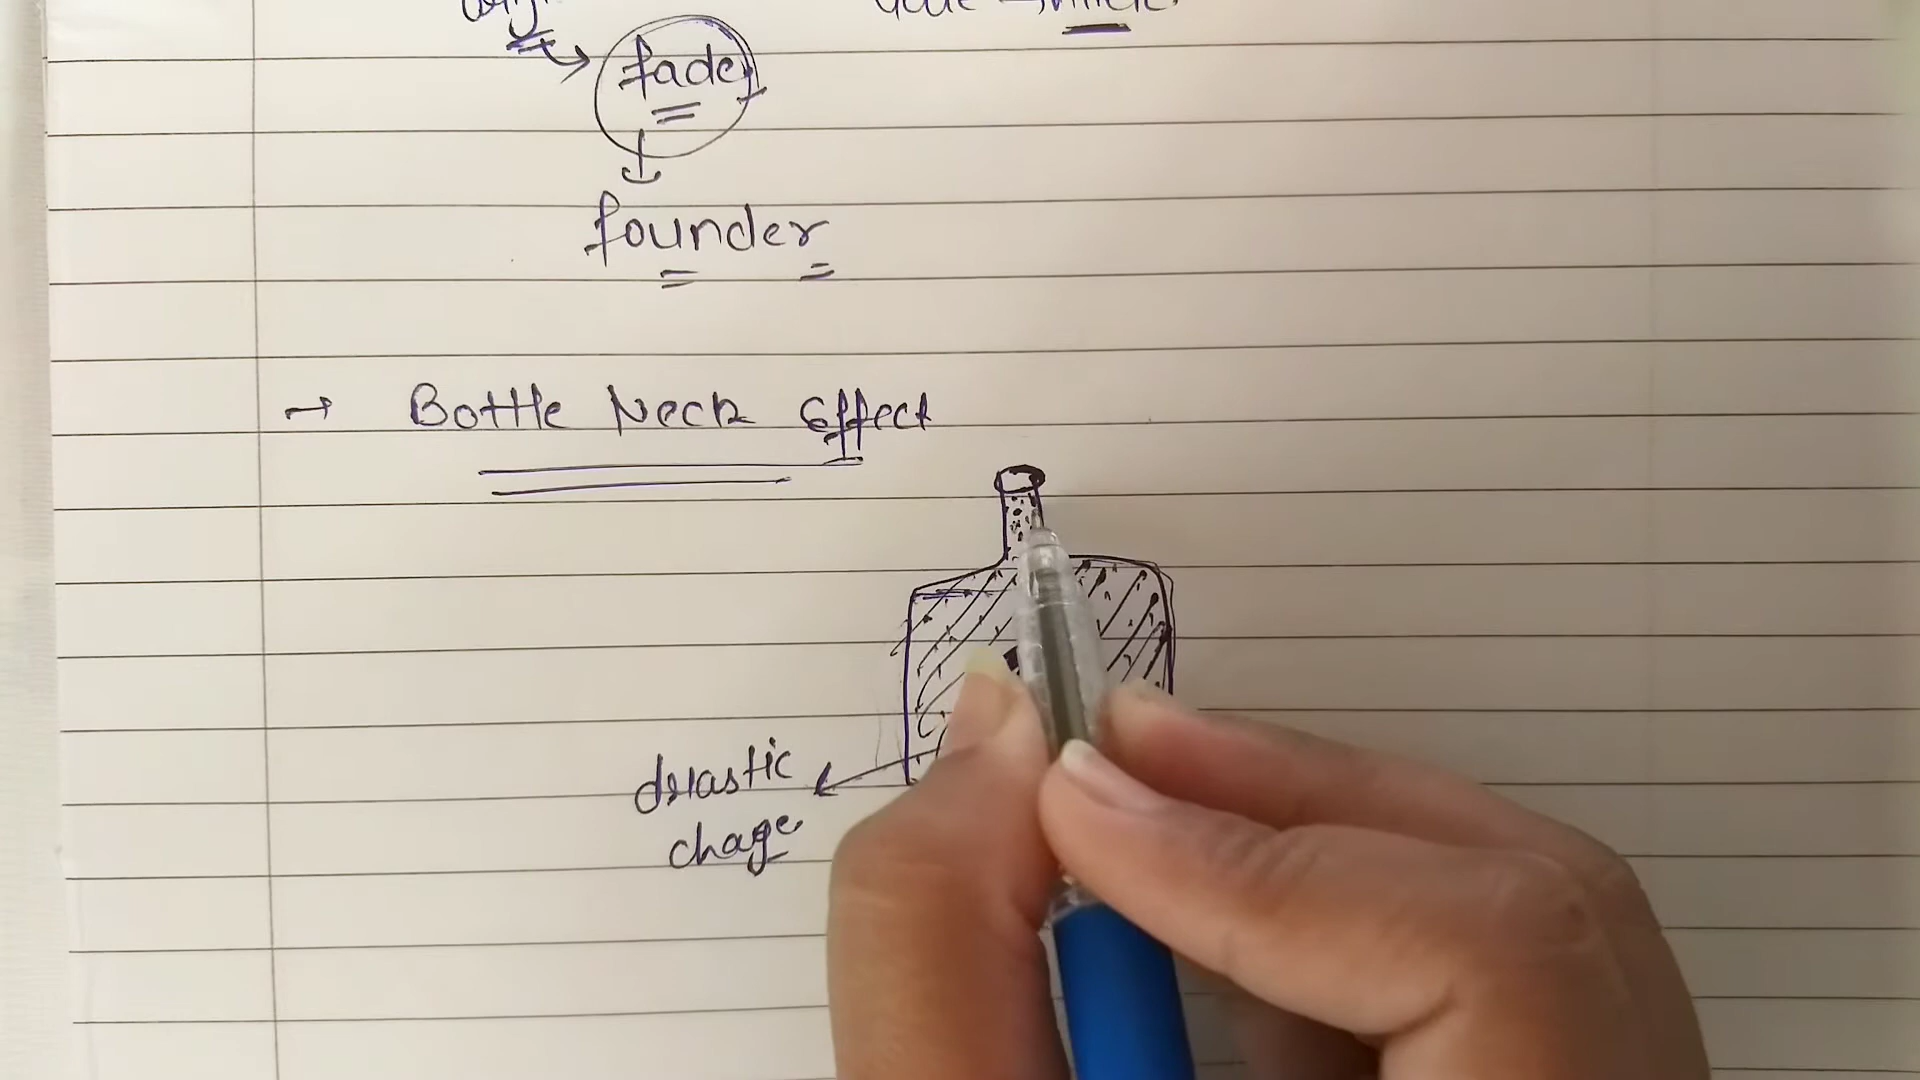 fade
founder
→ Bottle Neck Effect
drastic
chage